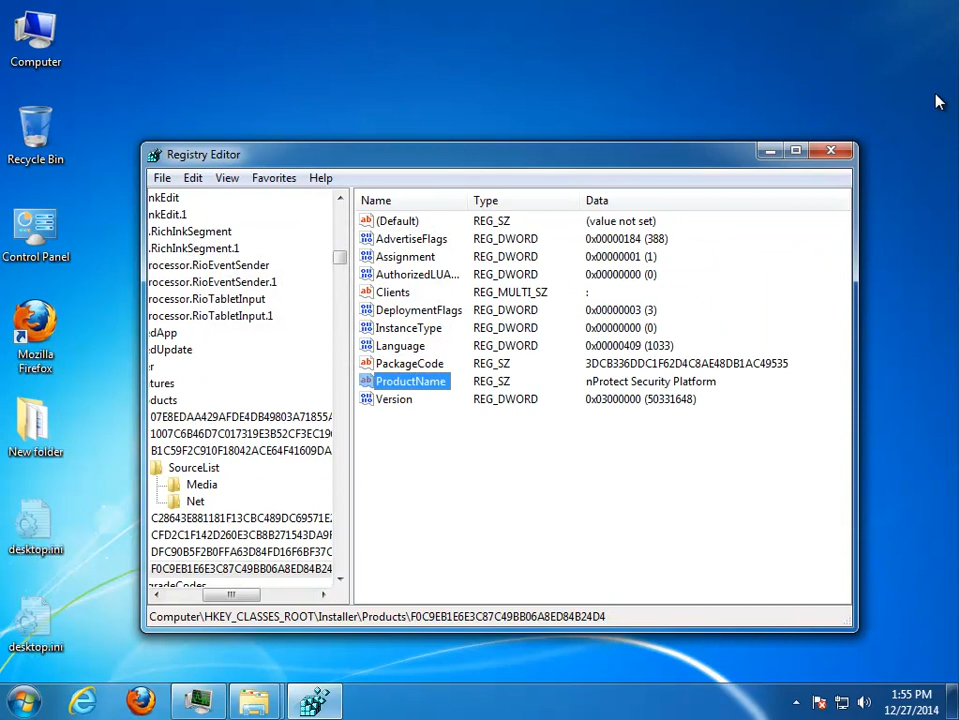 Computer
Recycle Bin
Control Panel
Mozilla
Firefox
New folder
desktop.ini
desktop.ini
Registry Editor
File Edit View Favorites Help
nkEdit
nkEdit.1
.RichInkSegment
.RichInkSegment.1
rocessor.RioEventSender
rocessor.RioEventSender.1
rocessor.RioTabletInput
rocessor.RioTabletInput.1
dApp
dUpdate
r
tures
ducts
07E8EDAA429AFDE4DB49803A71855A
1007C6B46D7C017319E3B52CF3EC19
B1C59F2C910F18042ACE64F41609DA
SourceList
Media
Net
C28643E881181F13CBC489DC69571E
CFD2C1F142D260E3CB8B271543DA9F
DFC90B5F2B0FFA63D84FD16F6BF37C
F0C9EB1E6E3C87C49BB06A8ED84B24
gradeCodes
Name Type Data
(Default) REG_SZ (value not set)
AdvertiseFlags REG_DWORD 0x00000184 (388)
Assignment REG_DWORD 0x00000001 (1)
AuthorizedLUA... REG_DWORD 0x00000000 (0)
Clients REG_MULTI_SZ :
DeploymentFlags REG_DWORD 0x00000003 (3)
InstanceType REG_DWORD 0x00000000 (0)
Language REG_DWORD 0x00000409 (1033)
PackageCode REG_SZ 3DCB336DDC1F62D4C8AE48DB1AC49535
ProductName REG_SZ nProtect Security Platform
Version REG_DWORD 0x03000000 (50331648)
Computer\HKEY_CLASSES_ROOT\Installer\Products\F0C9EB1E6E3C87C49BB06A8ED84B24D4
1:55 PM
12/27/2014